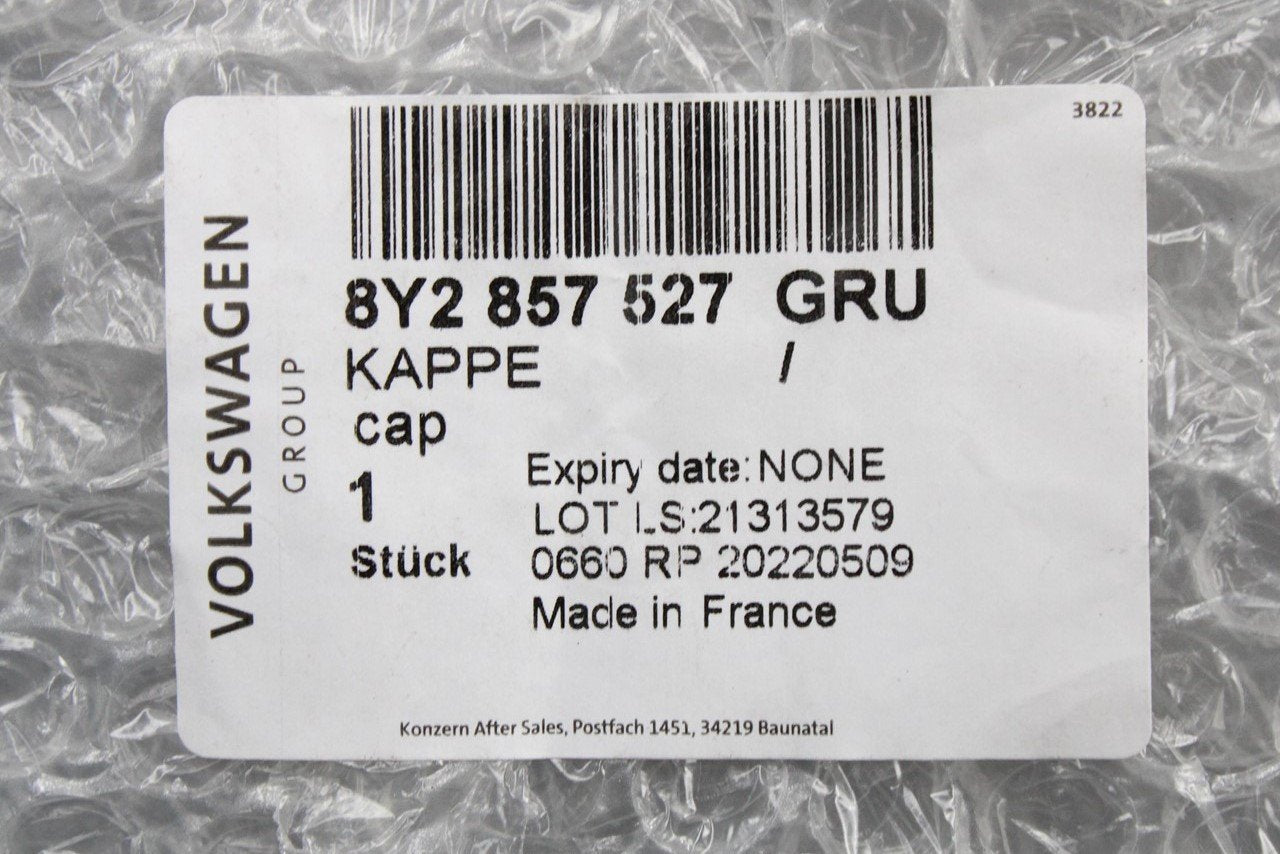 3822
VOLKSWAGEN
GROUP
8Y2 857 527 GRU
KAPPE /
cap
1
Stück
Expiry date: NONE
LOT LS:21313579
0660 RP 20220509
Made in France
Konzern After Sales, Postfach 1451, 34219 Baunatal